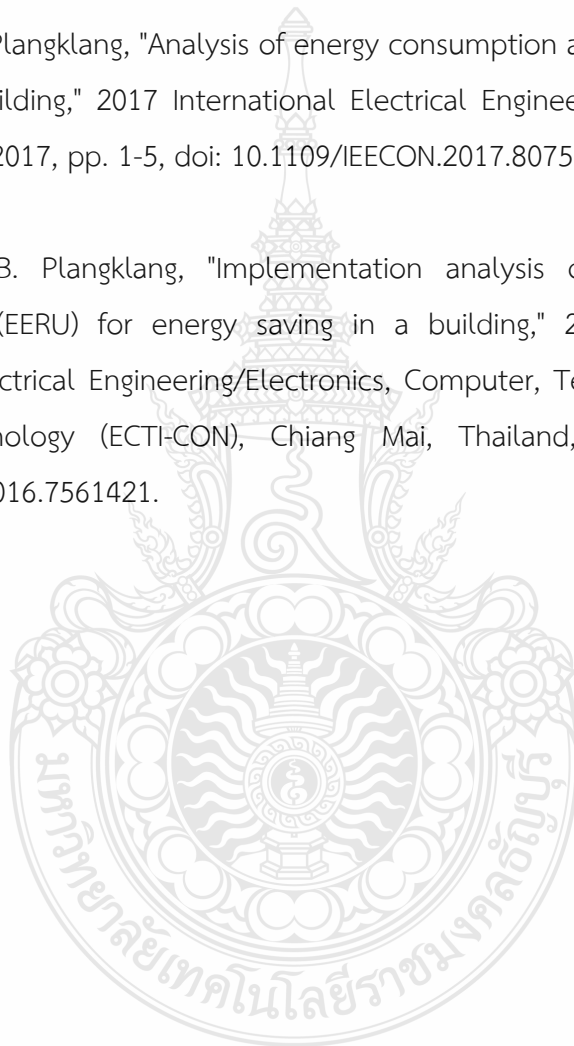 Plangklang, "Analysis of energy consumption a
ilding," 2017 International Electrical Enginee
2017, pp. 1-5, doi: 10.1109/IEECON.2017.8075
B. Plangklang, "Implementation analysis o
(EERU) for energy saving in a building," 2
ctrical Engineering/Electronics, Computer, Te
nology (ECTI-CON), Chiang Mai, Thailand,
016.7561421.
มหาวิทยาลัยเทคโนโลยีราชมงคลธัญบุรี